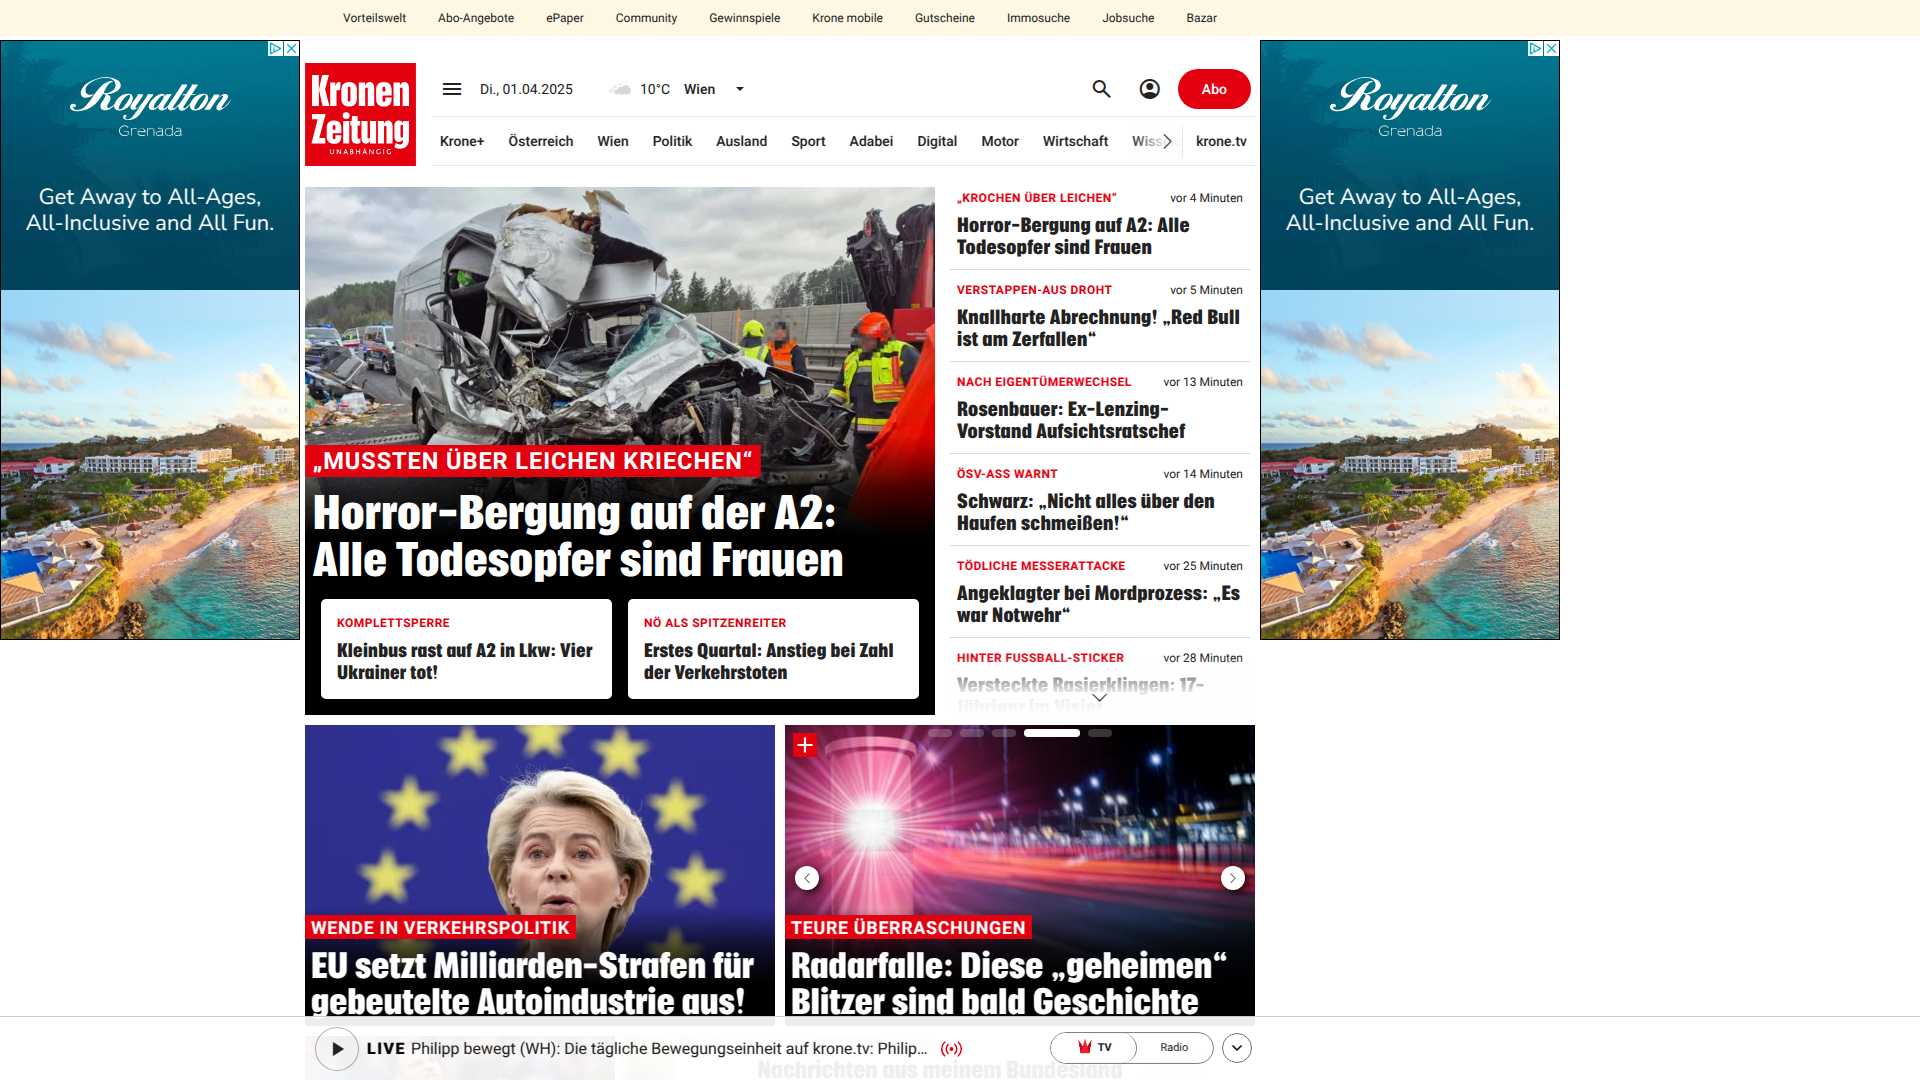 Vorteilswelt Abo-Angebote ePaper Community Gewinnspiele Krone mobile Gutscheine Immosuche Jobsuche Bazar
Royalton
Grenada
Get Away to All-Ages,
All-Inclusive and All Fun.
Kronen
Zeitung
UNABHÄNGIG
Di., 01.04.2025 10°C Wien
Abo
Krone+ Österreich Wien Politik Ausland Sport Adabei Digital Motor Wirtschaft Wiss krone.tv
„MUSSTEN ÜBER LEICHEN KRIECHEN“
Horror-Bergung auf der A2:
Alle Todesopfer sind Frauen
KOMPLETTSPERRE
Kleinbus rast auf A2 in Lkw: Vier
Ukrainer tot!
NÖ ALS SPITZENREITER
Erstes Quartal: Anstieg bei Zahl
der Verkehrstoten
„KROCHEN ÜBER LEICHEN“ vor 4 Minuten
Horror-Bergung auf A2: Alle
Todesopfer sind Frauen
VERSTAPPEN-AUS DROHT vor 5 Minuten
Knallharte Abrechnung! „Red Bull
ist am Zerfallen“
NACH EIGENTÜMERWECHSEL vor 13 Minuten
Rosenbauer: Ex-Lenzing-
Vorstand Aufsichtsratschef
ÖSV-ASS WARNT vor 14 Minuten
Schwarz: „Nicht alles über den
Haufen schmeißen!“
TÖDLICHE MESSERATTACKE vor 25 Minuten
Angeklagter bei Mordprozess: „Es
war Notwehr“
HINTER FUSSBALL-STICKER vor 28 Minuten
Versteckte Rasierklingen: 17-
Jähriger im Visier
Royalton
Grenada
Get Away to All-Ages,
All-Inclusive and All Fun.
WENDE IN VERKEHRSPOLITIK
EU setzt Milliarden-Strafen für
gebeutelte Autoindustrie aus!
TEURE ÜBERRASCHUNGEN
Radarfalle: Diese „geheimen“
Blitzer sind bald Geschichte
LIVE Philipp bewegt (WH): Die tägliche Bewegungseinheit auf krone.tv: Philip...
TV Radio
Nachrichten aus meinem Bundesland